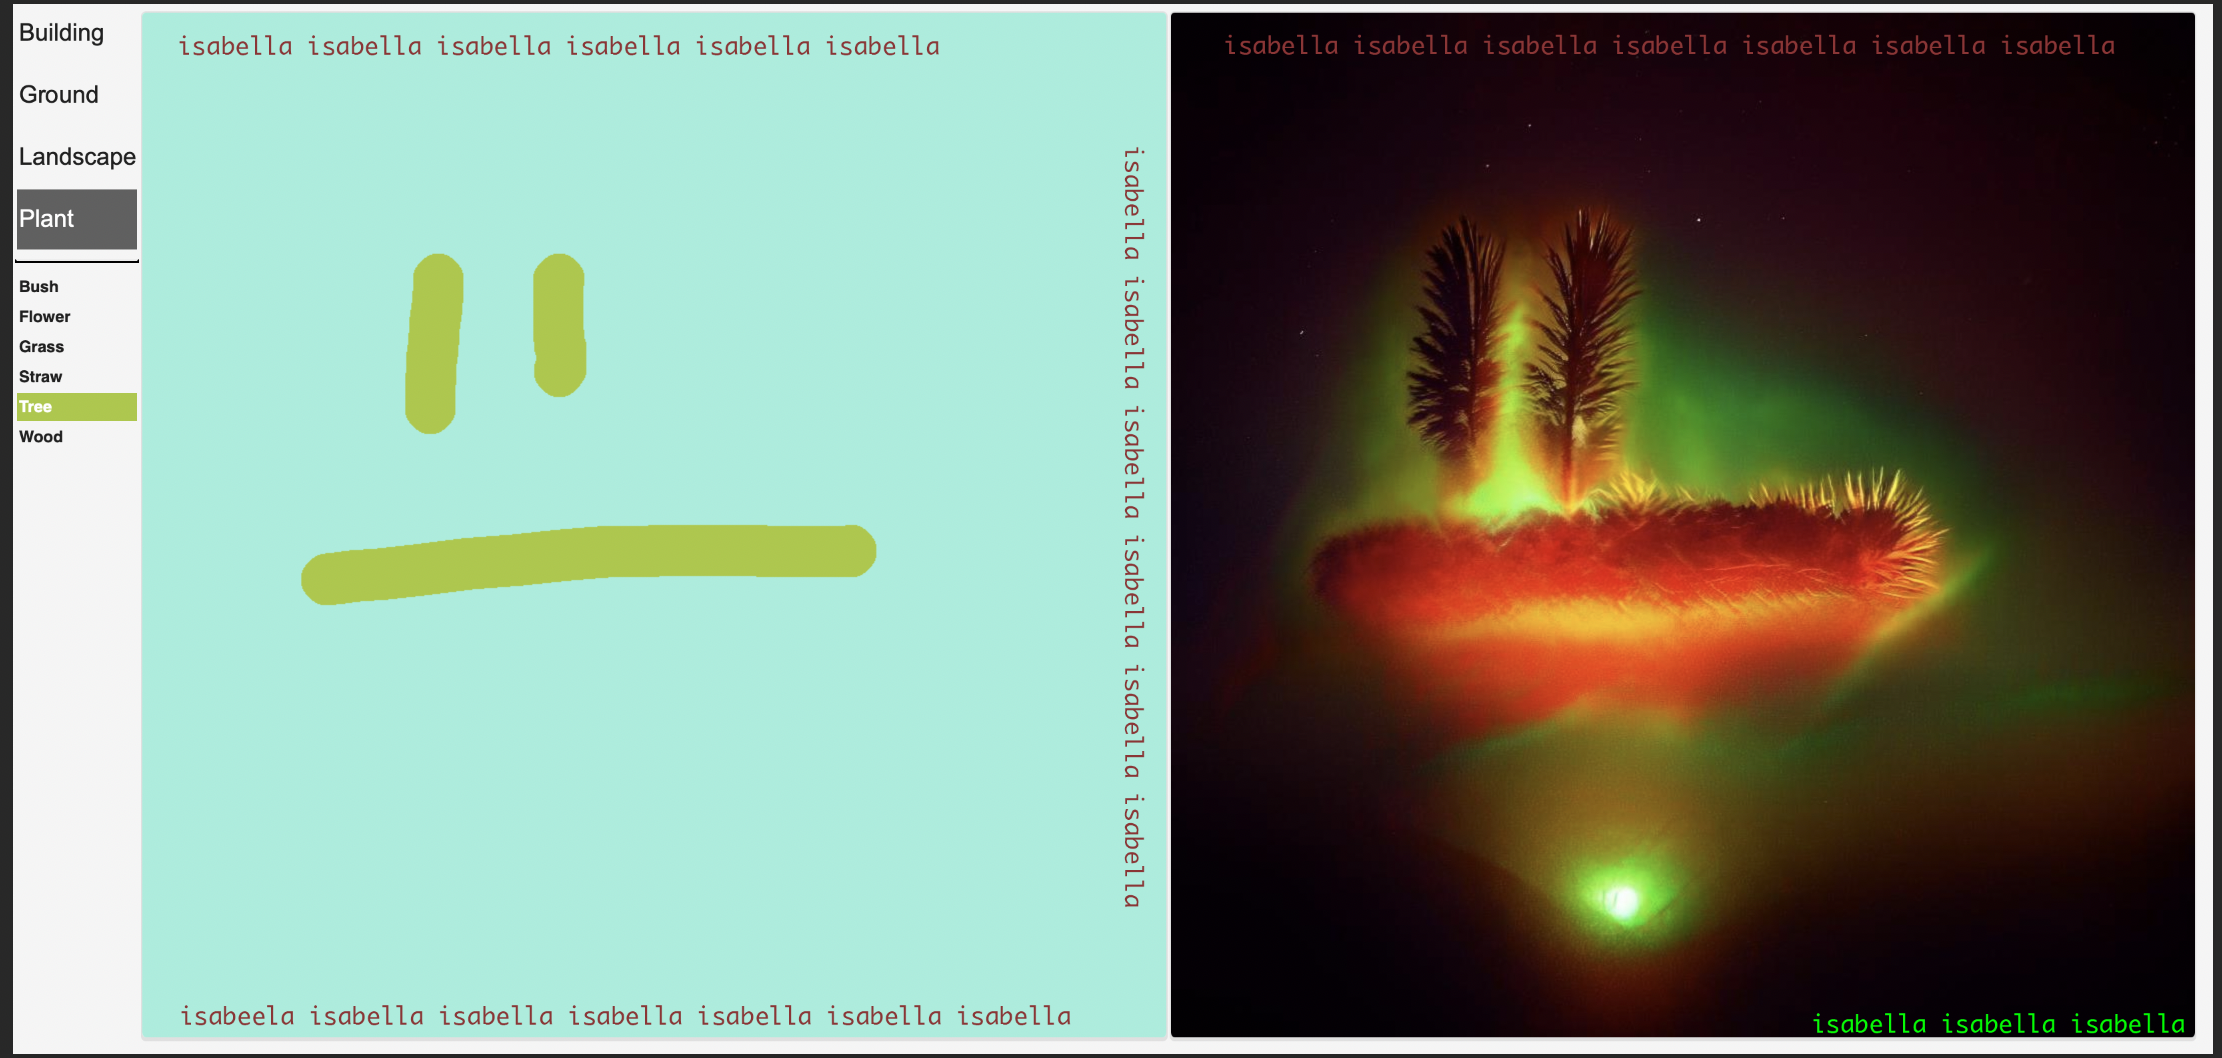 Building
Ground
Landscape
Plant
Bush
Flower
Grass
Straw
Tree
Wood
isabella isabella isabella isabella isabella isabella
isabella isabella isabella isabella isabella isabella
isabeela isabella isabella isabella isabella isabella isabella
isabella isabella isabella isabella isabella isabella isabella
isabella isabella isabella